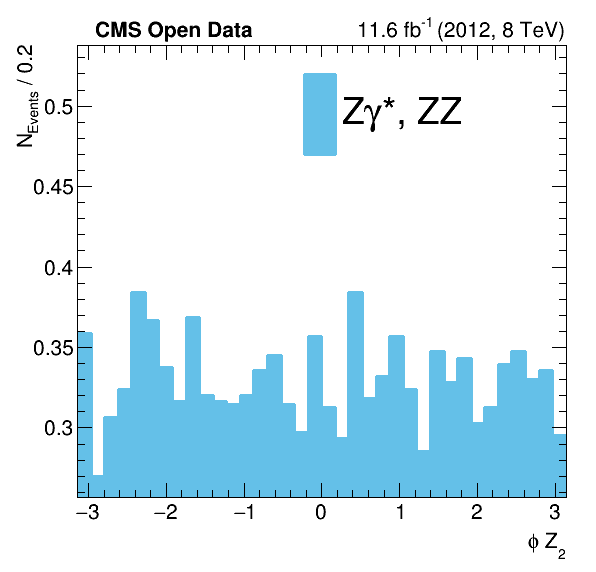 CMS Open Data 11.6 fb-1 (2012, 8 TeV)
NEvents / 0.2
Zγ*, ZZ
0.5
0.45
0.4
0.35
0.3
−3 −2 −1 0 1 2 3
ϕ Z2